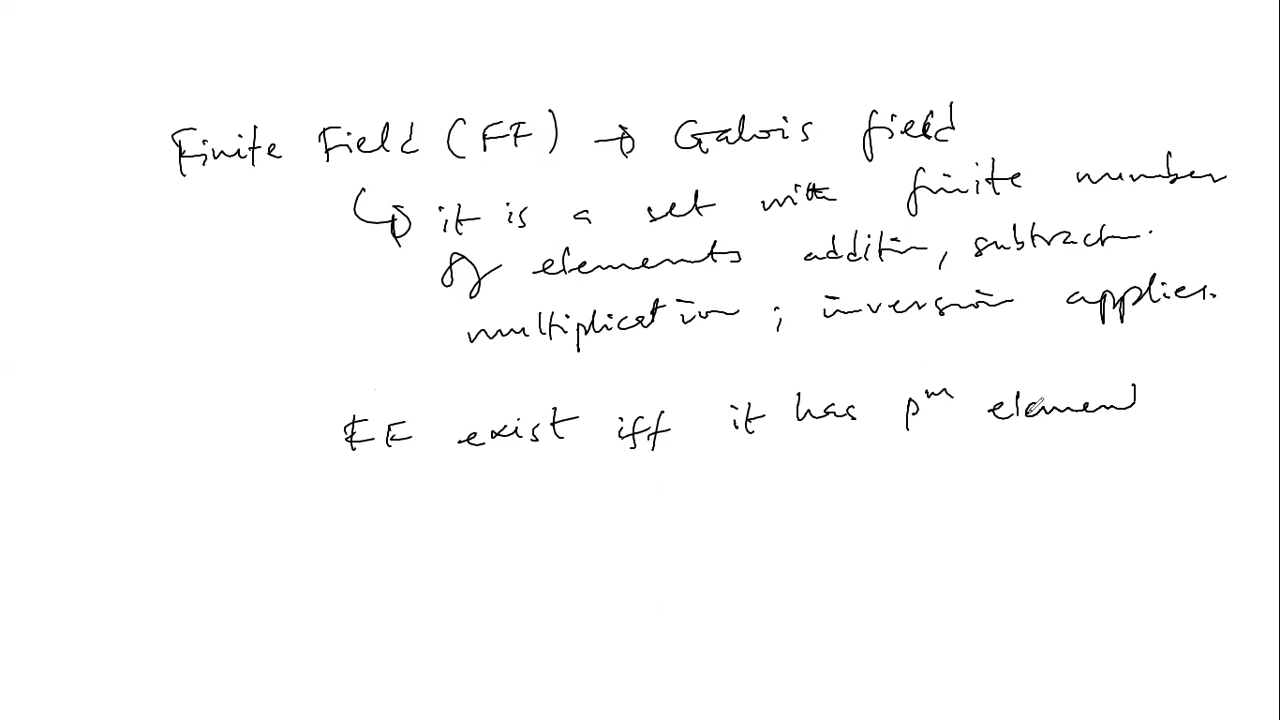 Finite Field (FF) → Galois field
↪ it is a set with finite number
of elements addition, subtraction.
multiplication ; inversion applies.
FF exist iff it has p^m element